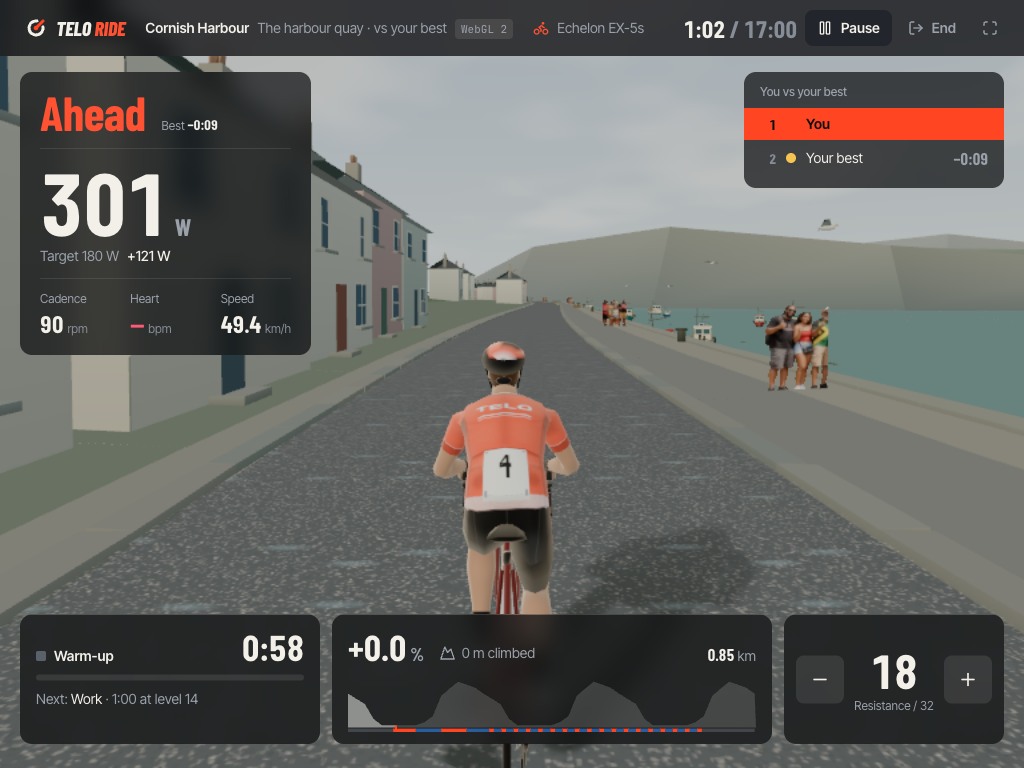 TELO RIDE Cornish Harbour The harbour quay · vs your best WebGL 2 Echelon EX-5s 1:02 / 17:00 Pause End
Ahead Best −0:09
301 W
Target 180 W +121 W
Cadence Heart Speed
90 rpm – bpm 49.4 km/h
You vs your best
1 You
2 Your best −0:09
TELO
4
Warm-up 0:58
Next: Work · 1:00 at level 14
+0.0 % 0 m climbed 0.85 km
− 18 +
Resistance / 32